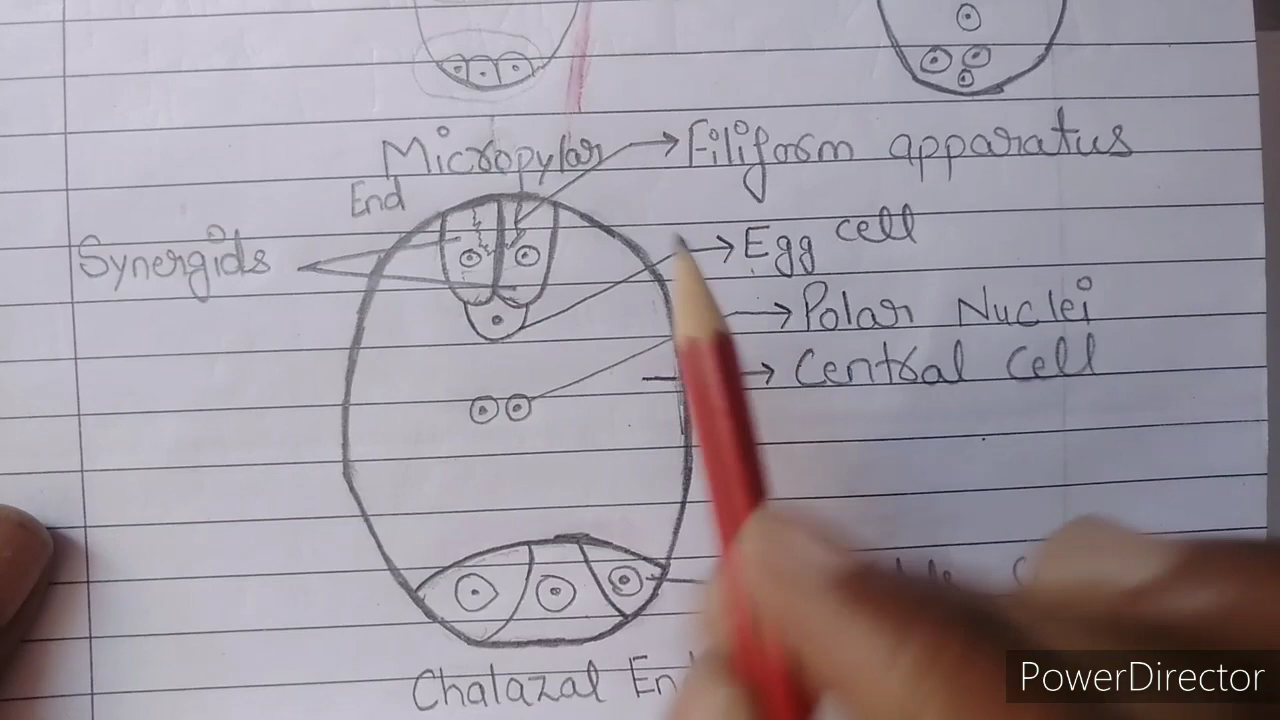 Micropylar → Filiform apparatus
End
Synergids
→ Egg cell
→ Polar Nuclei
→ Central Cell
Chalazal
PowerDirector